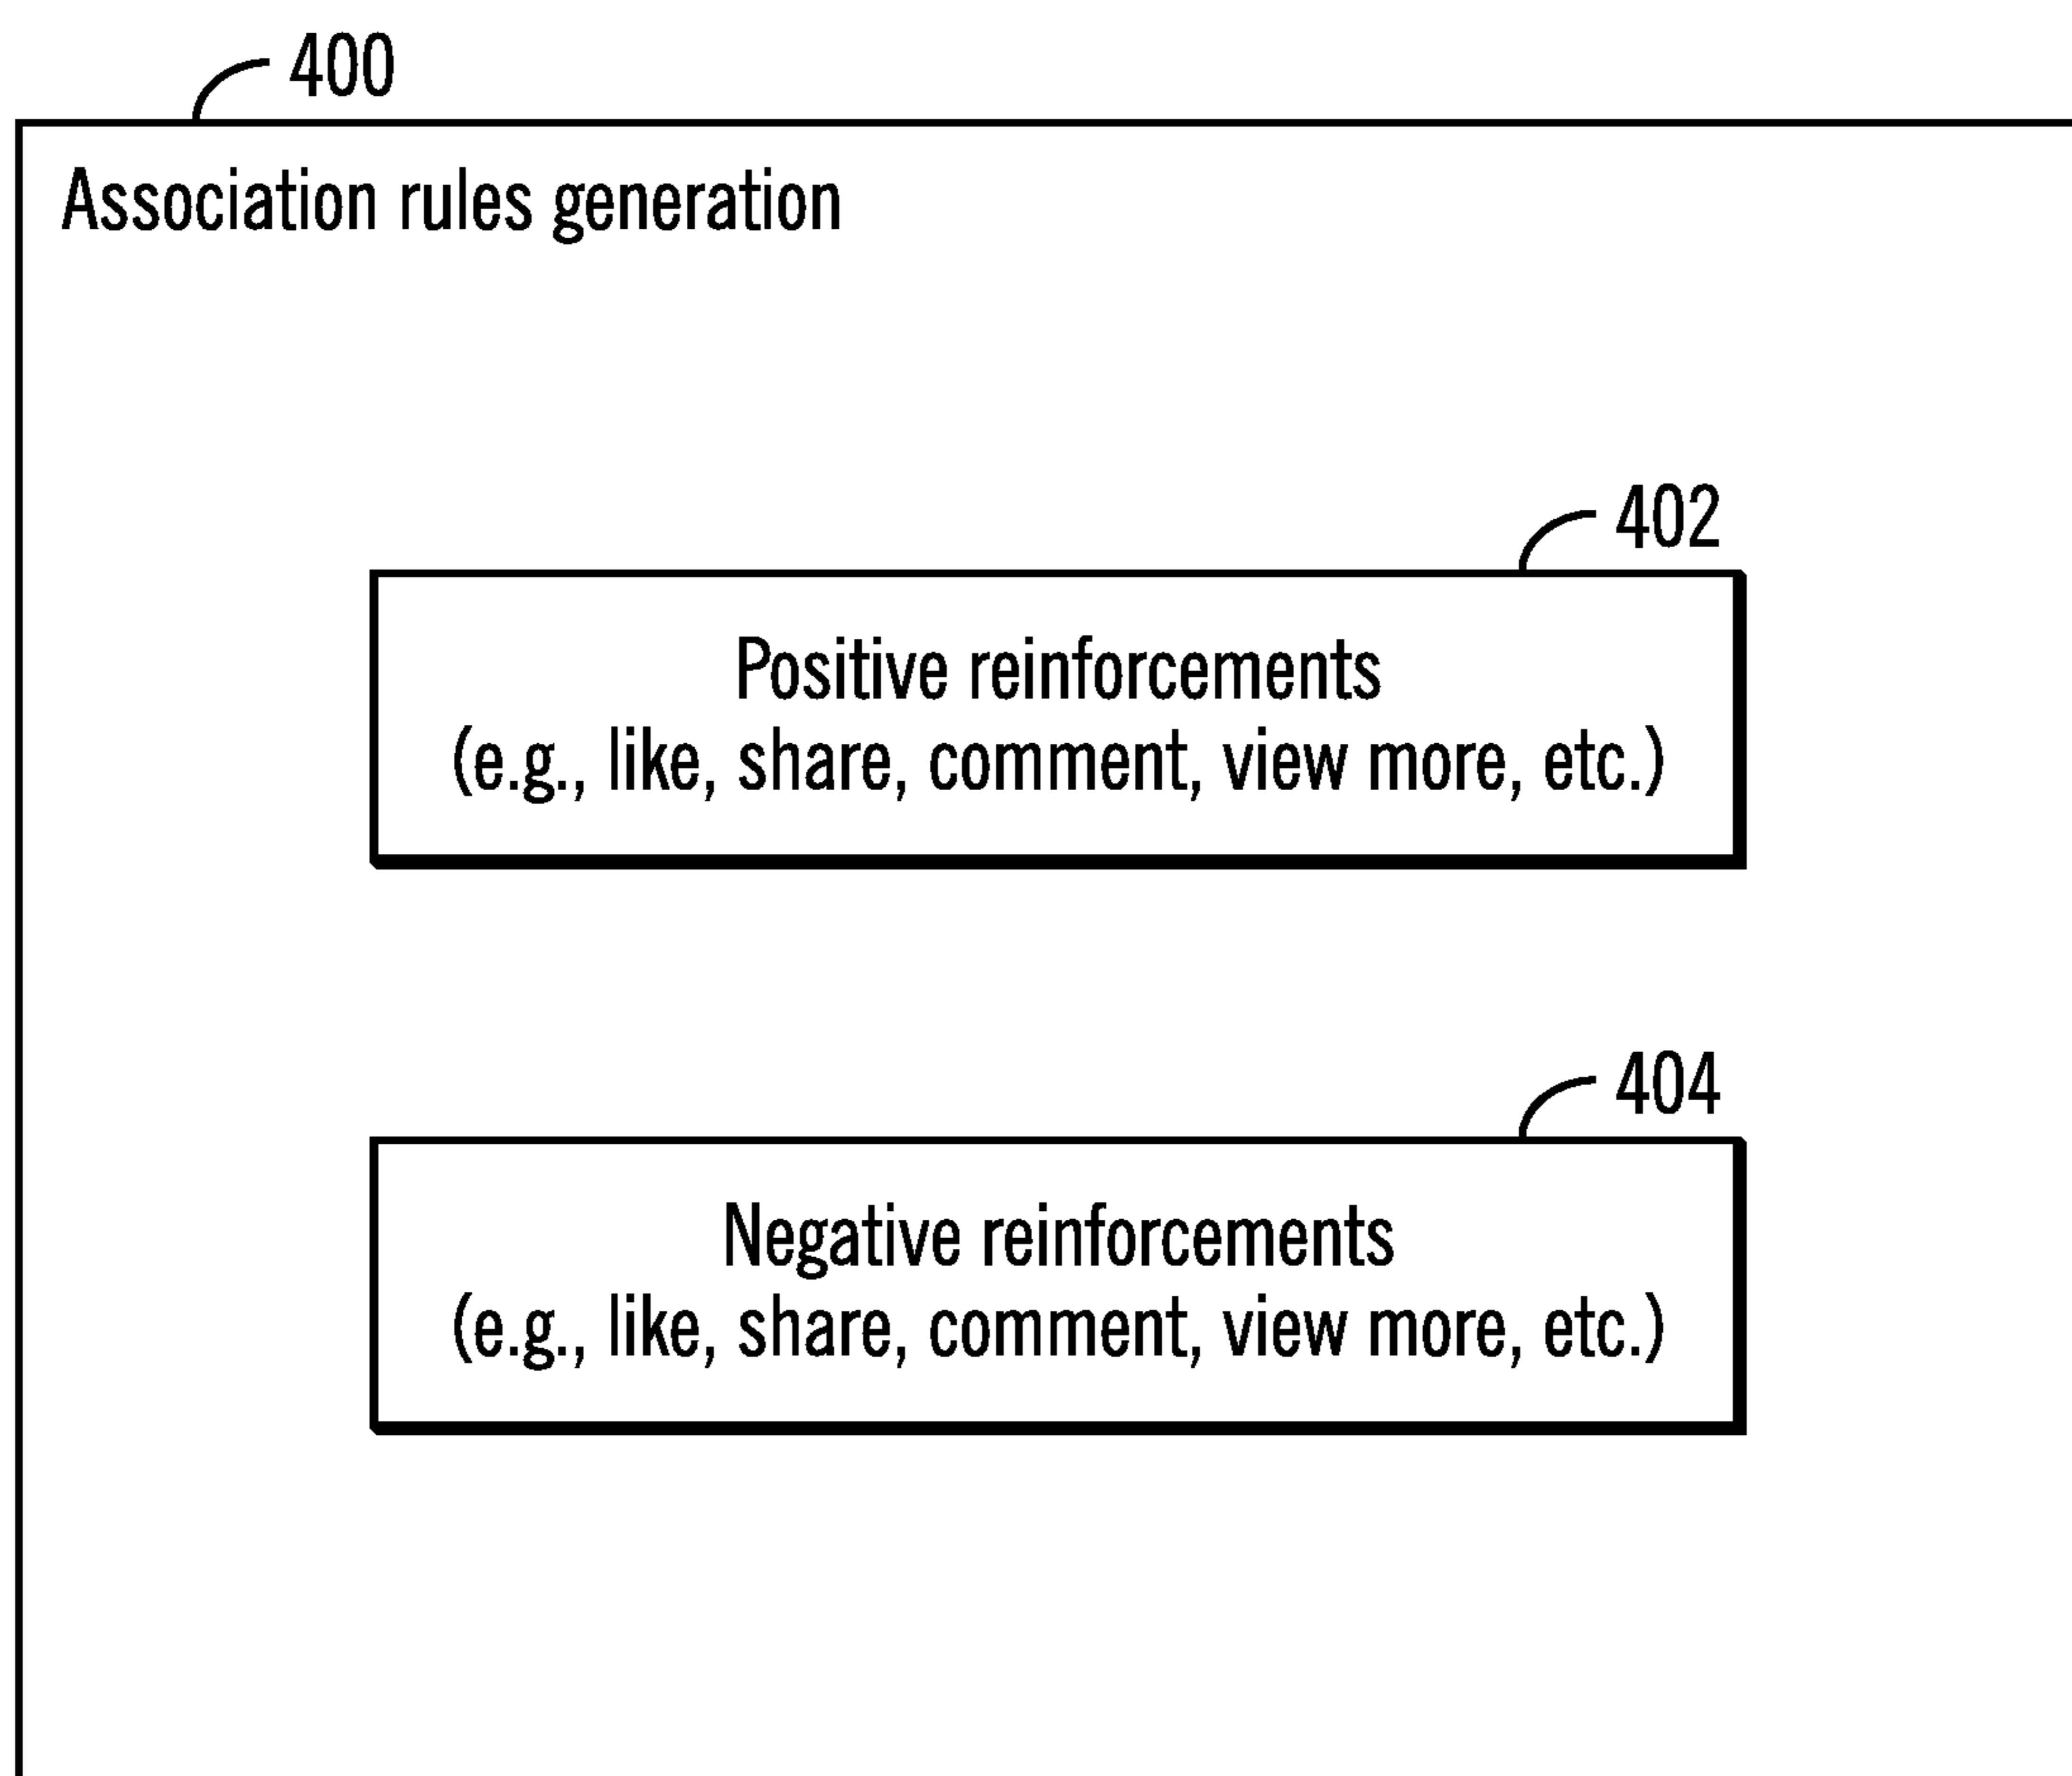 400
Association rules generation
402
Positive reinforcements
(e.g., like, share, comment, view more, etc.)
404
Negative reinforcements
(e.g., like, share, comment, view more, etc.)